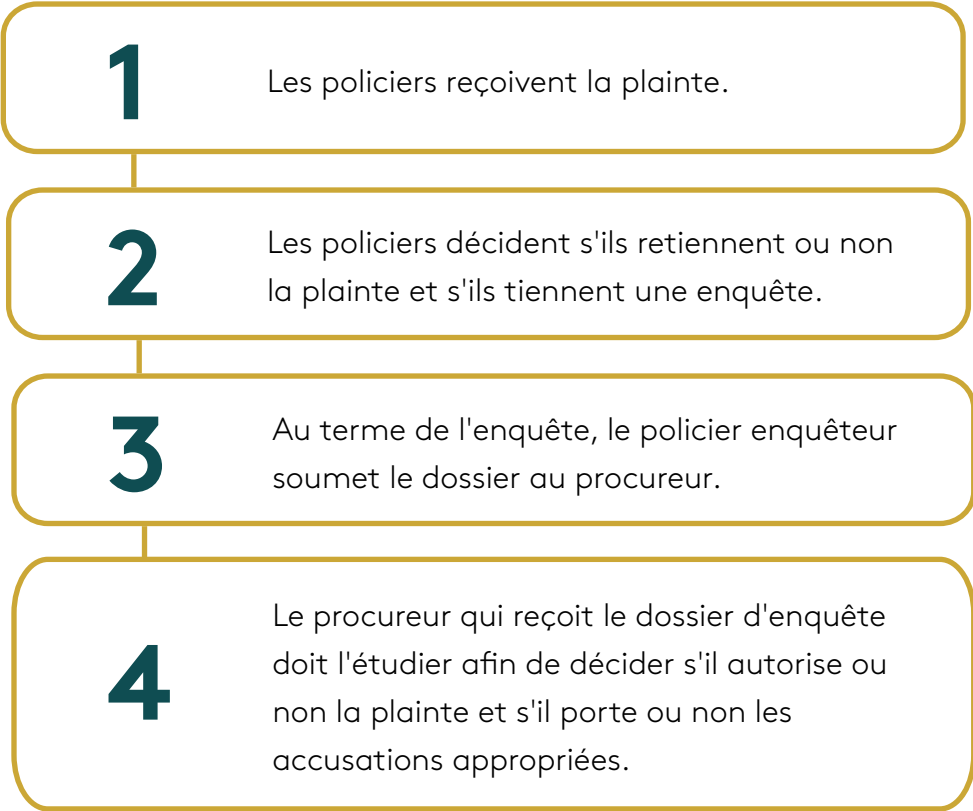 1
Les policiers reçoivent la plainte.
2
Les policiers décident s'ils retiennent ou non
la plainte et s'ils tiennent une enquête.
3
Au terme de l'enquête, le policier enquêteur
soumet le dossier au procureur.
4
Le procureur qui reçoit le dossier d'enquête
doit l'étudier afin de décider s'il autorise ou
non la plainte et s'il porte ou non les
accusations appropriées.